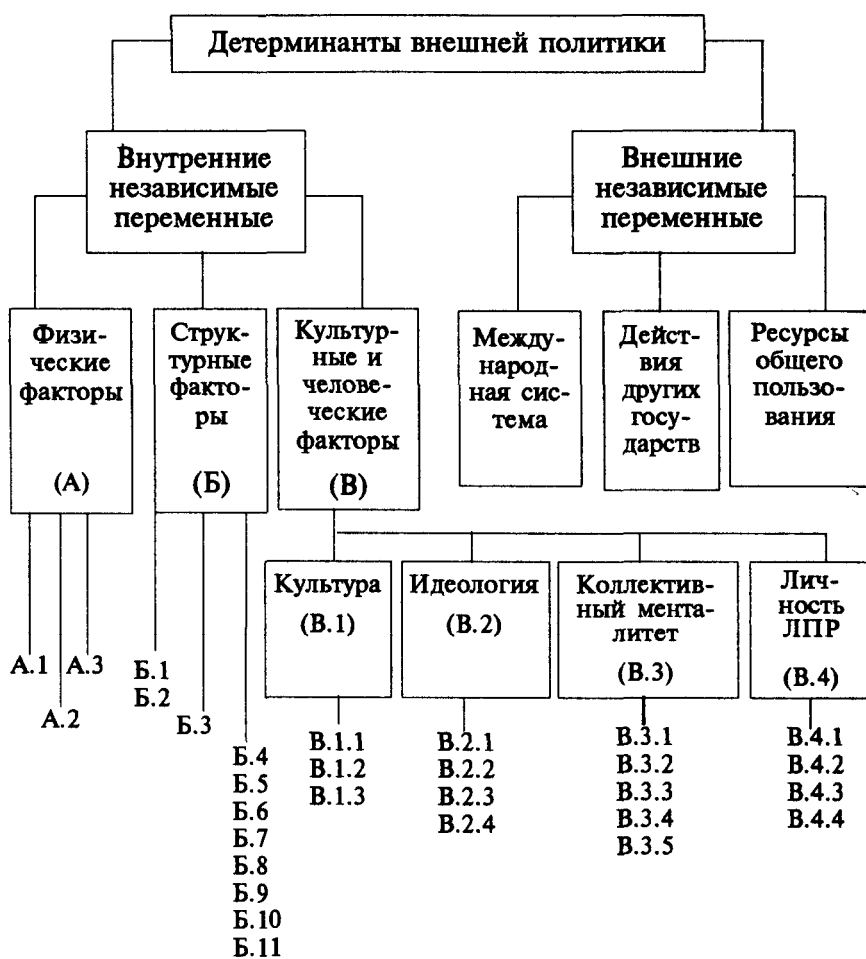 Детерминанты внешней политики
Внутренние
независимые
переменные
Внешние
независимые
переменные
Физи-
ческие
факторы
(А)
Струк-
турные
факто-
ры
(Б)
Культур-
ные и
челове-
ческие
факторы
(В)
Между-
народ-
ная сис-
тема
Дейст-
вия
других
госу-
дарств
Ресурсы
общего
пользо-
вания
Культура
(В.1)
Идеология
(В.2)
Коллектив-
ный мента-
литет
(В.3)
Лич-
ность
ЛПР
(В.4)
А.1
А.2
А.3
Б.1
Б.2
Б.3
Б.4
Б.5
Б.6
Б.7
Б.8
Б.9
Б.10
Б.11
В.1.1
В.1.2
В.1.3
В.2.1
В.2.2
В.2.3
В.2.4
В.3.1
В.3.2
В.3.3
В.3.4
В.3.5
В.4.1
В.4.2
В.4.3
В.4.4